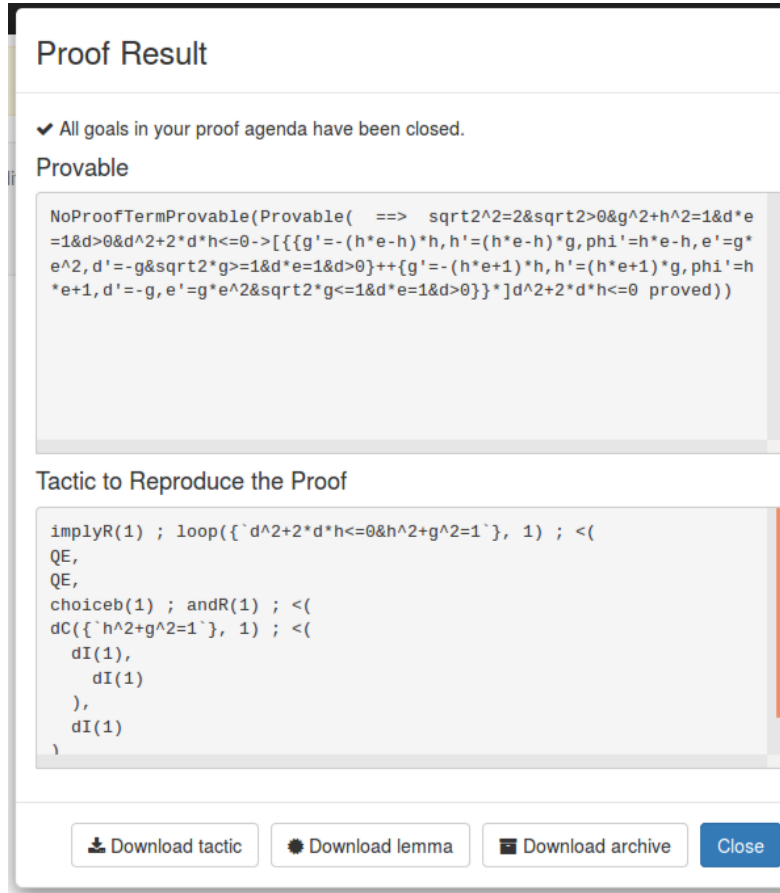 Proof Result
✔ All goals in your proof agenda have been closed.
Provable
NoProofTermProvable(Provable(  ==>  sqrt2^2=2&sqrt2>0&g^2+h^2=1&d*e
=1&d>0&d^2+2*d*h<=0->[{{g'=-(h*e-h)*h,h'=(h*e-h)*g,phi'=h*e-h,e'=g*
e^2,d'=-g&sqrt2*g>=1&d*e=1&d>0}++{g'=-(h*e+1)*h,h'=(h*e+1)*g,phi'=h
*e+1,d'=-g,e'=g*e^2&sqrt2*g<=1&d*e=1&d>0}}*]d^2+2*d*h<=0 proved))
Tactic to Reproduce the Proof
implyR(1) ; loop({`d^2+2*d*h<=0&h^2+g^2=1`}, 1) ; <(
QE,
QE,
choiceb(1) ; andR(1) ; <(
dC({`h^2+g^2=1`}, 1) ; <(
  dI(1),
    dI(1)
  ),
  dI(1)
)
Download tactic
Download lemma
Download archive
Close